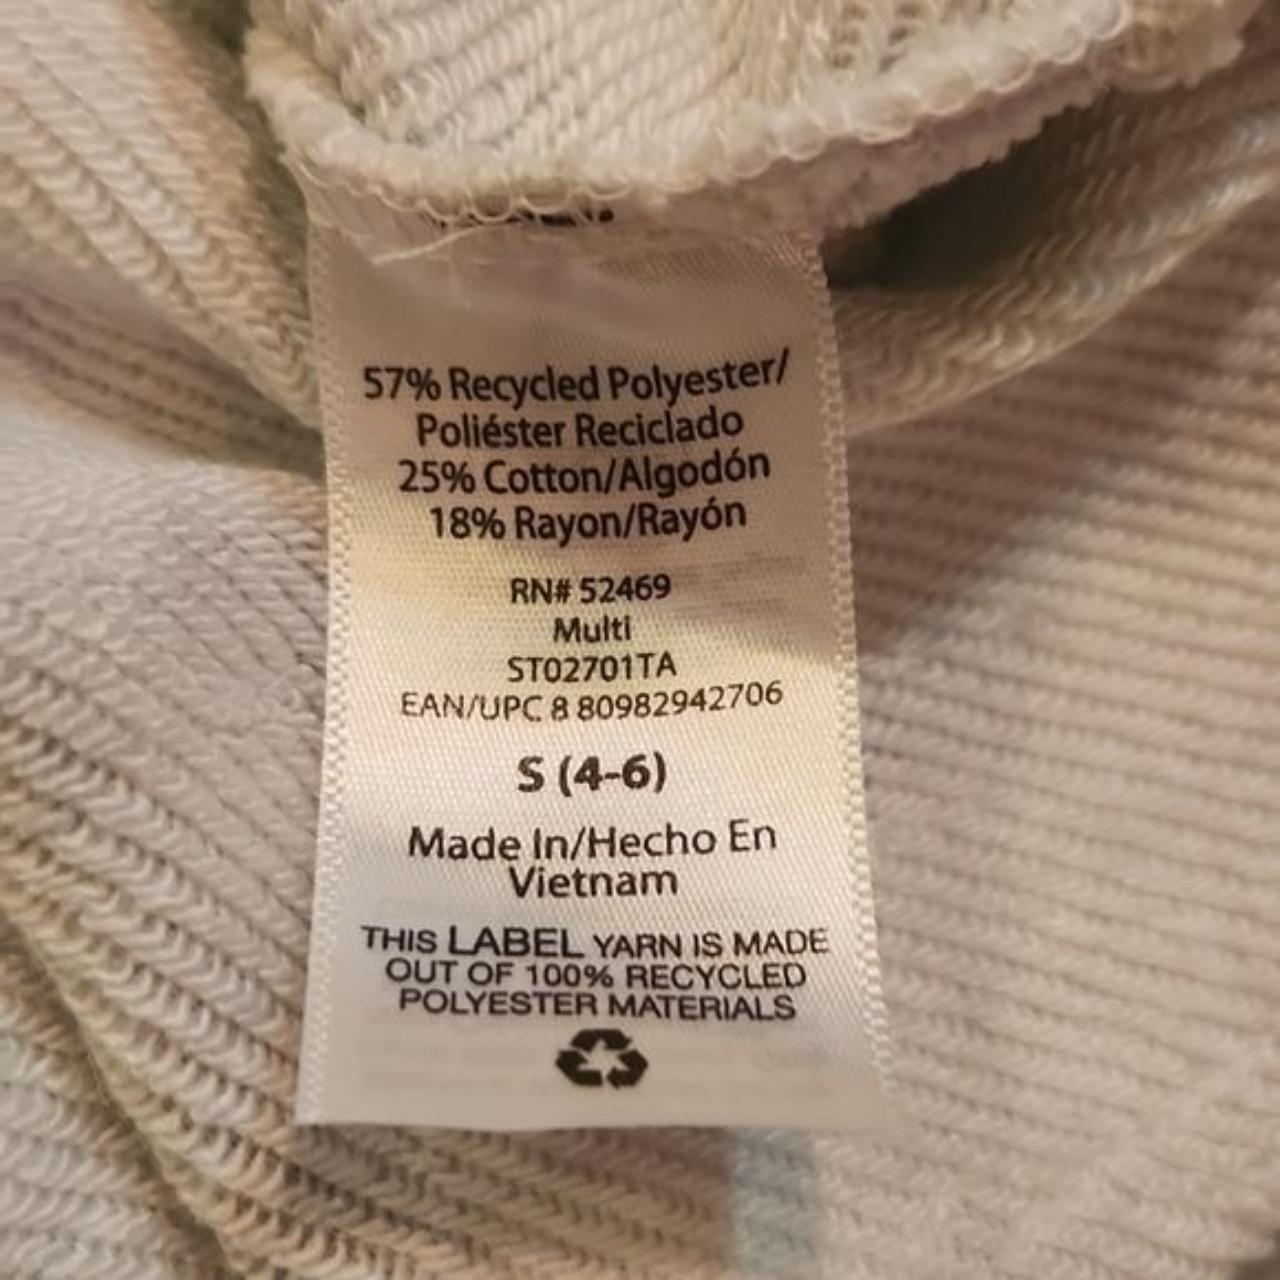 57% Recycled Polyester/
Poliéster Reciclado
25% Cotton/Algodón
18% Rayon/Rayón
RN# 52469
Multi
ST02701TA
EAN/UPC 8 80982942706
S (4-6)
Made In/Hecho En
Vietnam
THIS LABEL YARN IS MADE
OUT OF 100% RECYCLED
POLYESTER MATERIALS